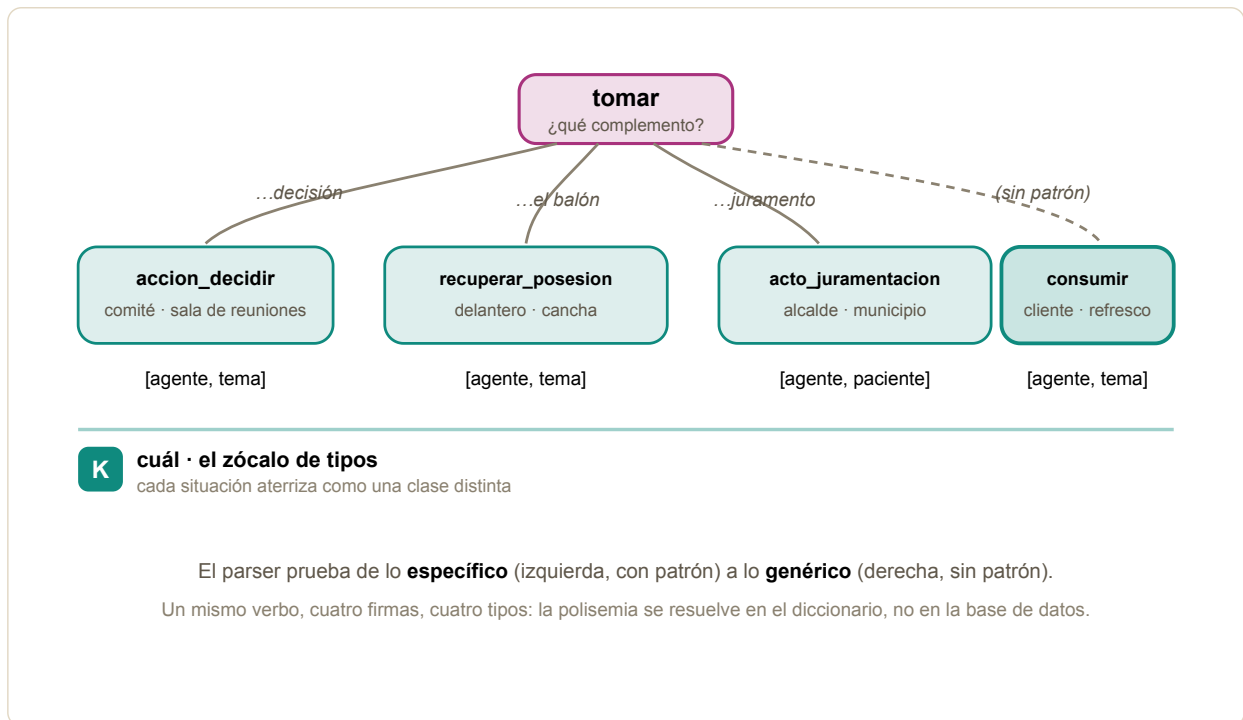 tomar
¿qué complemento?
…decisión
…el balón
…juramento
(sin patrón)
accion_decidir
comité · sala de reuniones
recuperar_posesion
delantero · cancha
acto_juramentacion
alcalde · municipio
consumir
cliente · refresco
[agente, tema]
[agente, tema]
[agente, paciente]
[agente, tema]
K
cuál · el zócalo de tipos
cada situación aterriza como una clase distinta
El parser prueba de lo específico (izquierda, con patrón) a lo genérico (derecha, sin patrón).
Un mismo verbo, cuatro firmas, cuatro tipos: la polisemia se resuelve en el diccionario, no en la base de datos.